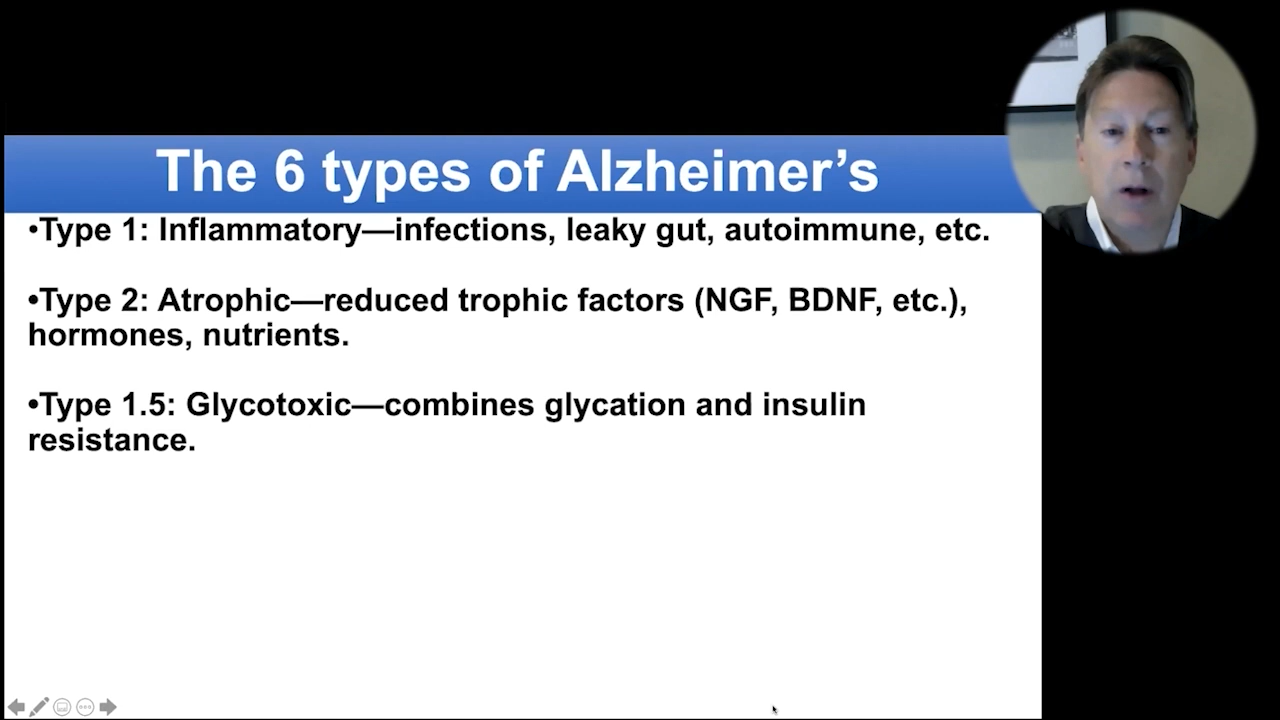 The 6 types of Alzheimer’s
•Type 1: Inflammatory—infections, leaky gut, autoimmune, etc.
•Type 2: Atrophic—reduced trophic factors (NGF, BDNF, etc.),
hormones, nutrients.
•Type 1.5: Glycotoxic—combines glycation and insulin
resistance.